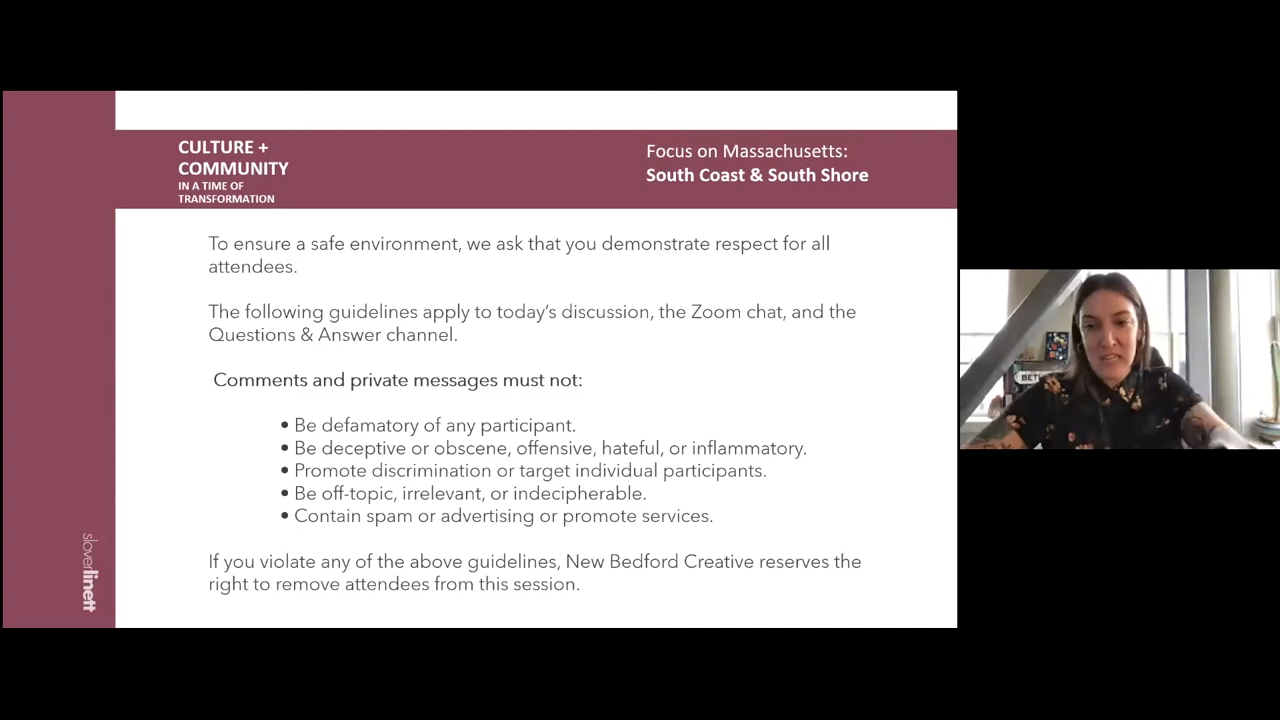 CULTURE +
COMMUNITY
IN A TIME OF
TRANSFORMATION
Focus on Massachusetts:
South Coast & South Shore
To ensure a safe environment, we ask that you demonstrate respect for all
attendees.
The following guidelines apply to today's discussion, the Zoom chat, and the
Questions & Answer channel.
Comments and private messages must not:
• Be defamatory of any participant.
• Be deceptive or obscene, offensive, hateful, or inflammatory.
• Promote discrimination or target individual participants.
• Be off-topic, irrelevant, or indecipherable.
• Contain spam or advertising or promote services.
If you violate any of the above guidelines, New Bedford Creative reserves the
right to remove attendees from this session.
sloverlinett